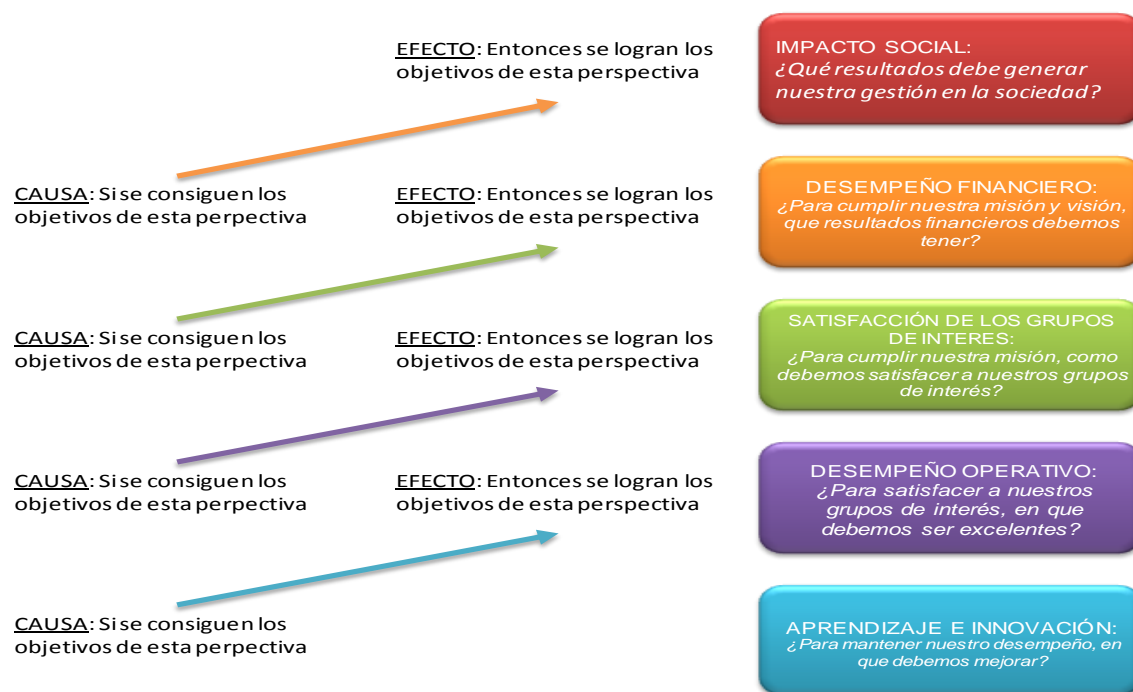 EFECTO: Entonces se logran los
objetivos de esta perspectiva
IMPACTO SOCIAL:
¿Qué resultados debe generar
nuestra gestión en la sociedad?
CAUSA: Si se consiguen los
objetivos de esta perpectiva
EFECTO: Entonces se logran los
objetivos de esta perspectiva
DESEMPEÑO FINANCIERO:
¿Para cumplir nuestra misión y visión,
que resultados financieros debemos
tener?
CAUSA: Si se consiguen los
objetivos de esta perpectiva
EFECTO: Entonces se logran los
objetivos de esta perspectiva
SATISFACCIÓN DE LOS GRUPOS
DE INTERES:
¿Para cumplir nuestra misión, como
debemos satisfacer a nuestros grupos
de interés?
CAUSA: Si se consiguen los
objetivos de esta perpectiva
EFECTO: Entonces se logran los
objetivos de esta perspectiva
DESEMPEÑO OPERATIVO:
¿Para satisfacer a nuestros
grupos de interés, en que
debemos ser excelentes?
CAUSA: Si se consiguen los
objetivos de esta perpectiva
APRENDIZAJE E INNOVACIÓN:
¿Para mantener nuestro desempeño, en
que debemos mejorar?